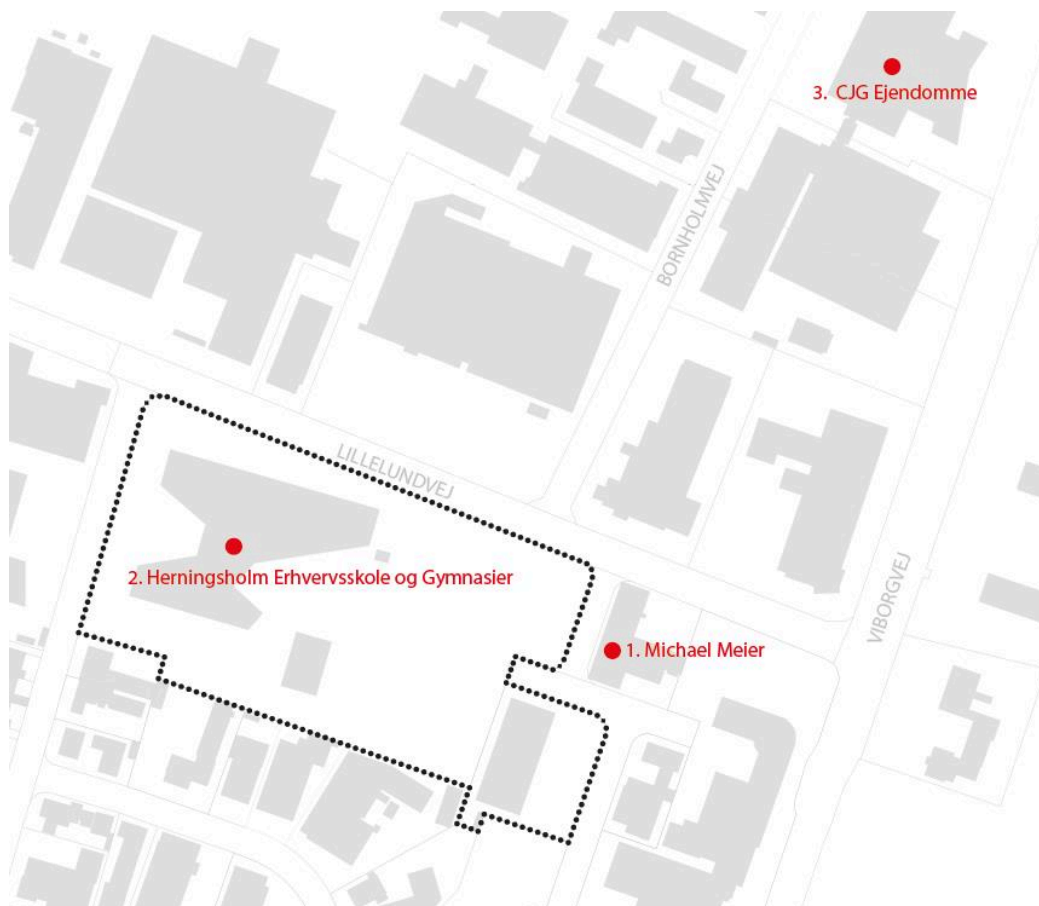 3. CJG Ejendomme
BORNHOLMVEJ
LILLELUNDVEJ
2. Herningsholm Erhvervsskole og Gymnasier
VIBORGVEJ
1. Michael Meier